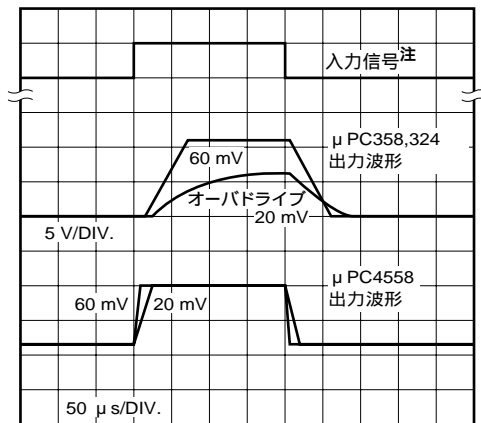 入力信号注
μ PC358,324
出力波形
60 mV
オーバドライブ
20 mV
5 V/DIV.
μ PC4558
出力波形
60 mV
20 mV
50 μ s/DIV.